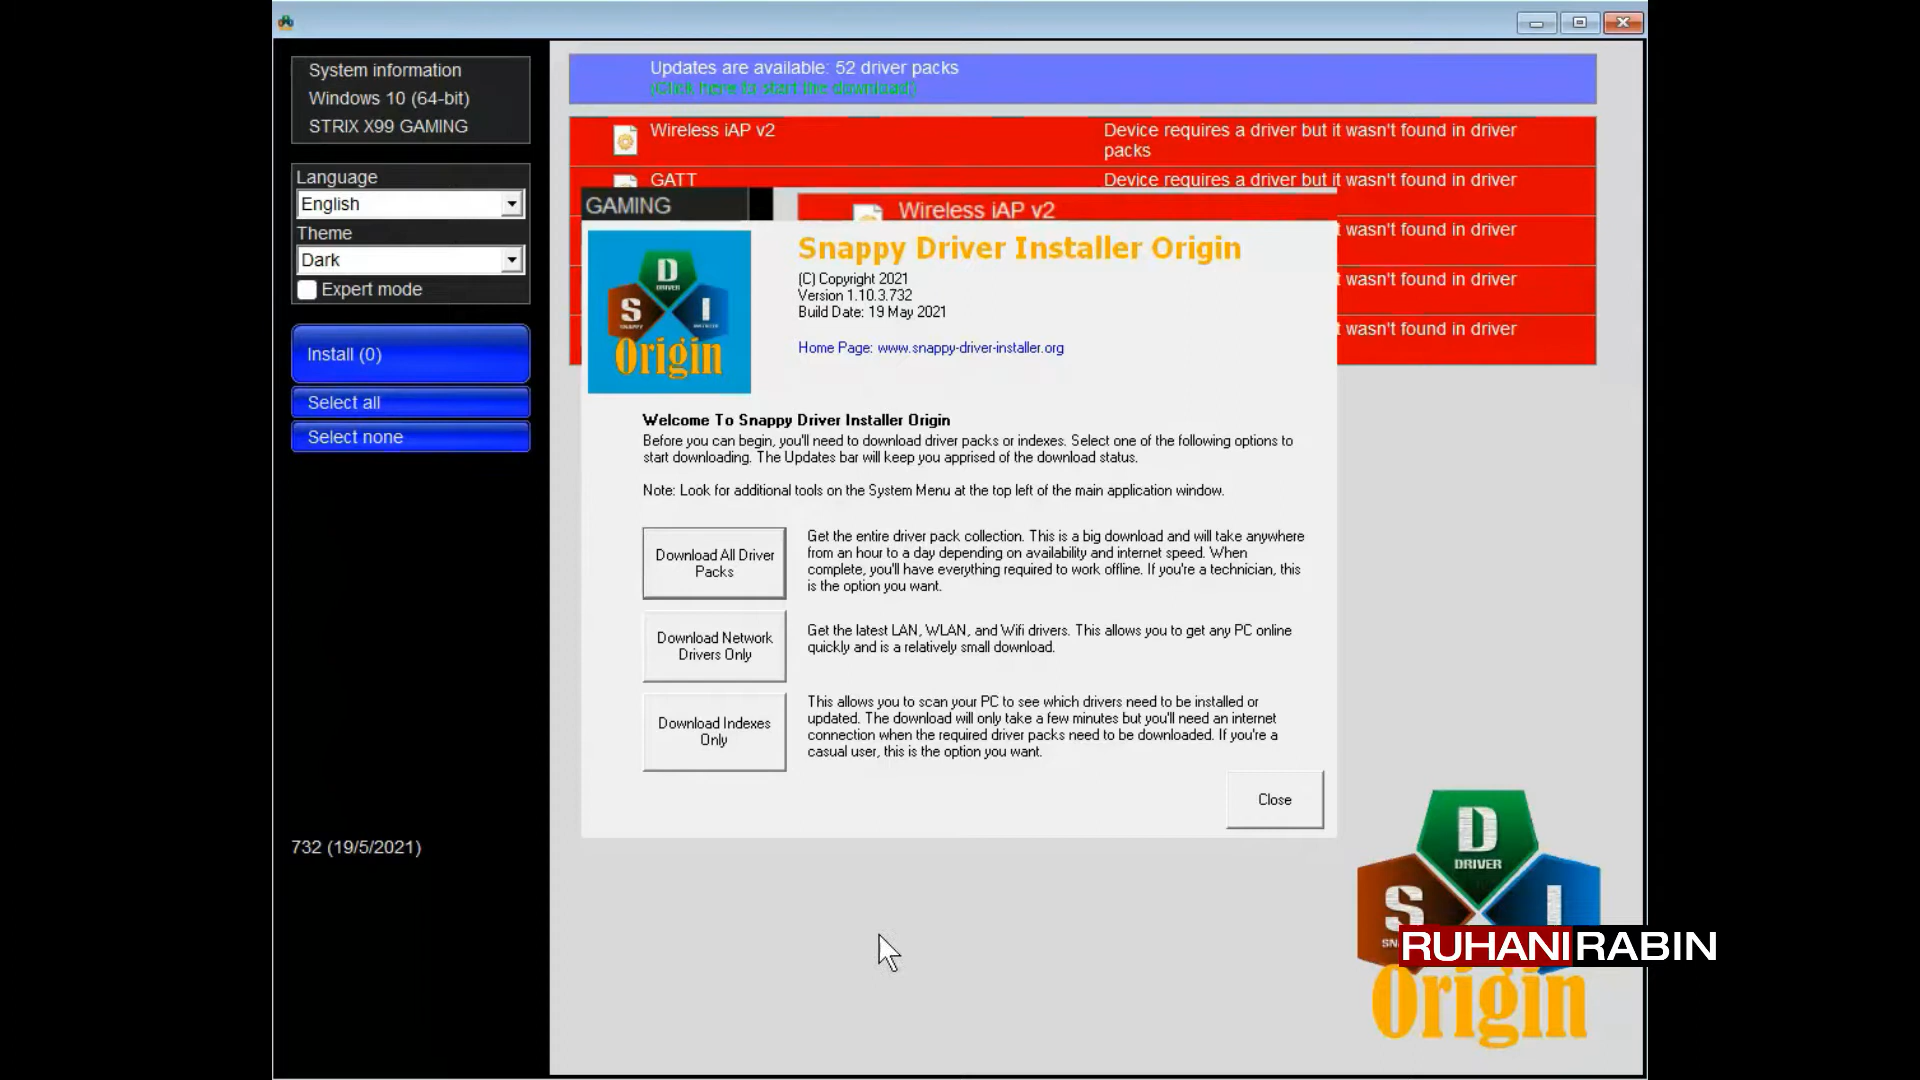 System information
Windows 10 (64-bit)
STRIX X99 GAMING
Language
English
Theme
Dark
Expert mode
Install (0)
Select all
Select none
732 (19/5/2021)
Updates are available: 52 driver packs
(Click here to start the download)
Wireless iAP v2
Device requires a driver but it wasn't found in driver
packs
GATT
Device requires a driver but it wasn't found in driver
t wasn't found in driver
t wasn't found in driver
t wasn't found in driver
GAMING
Wireless iAP v2
D
DRIVER
S
SNAPPY
I
INSTALLER
Origin
Snappy Driver Installer Origin
(C) Copyright 2021
Version 1.10.3.732
Build Date: 19 May 2021
Home Page: www.snappy-driver-installer.org
Welcome To Snappy Driver Installer Origin
Before you can begin, you'll need to download driver packs or indexes. Select one of the following options to
start downloading. The Updates bar will keep you apprised of the download status.
Note: Look for additional tools on the System Menu at the top left of the main application window.
Download All Driver
Packs
Get the entire driver pack collection. This is a big download and will take anywhere
from an hour to a day depending on availability and internet speed. When
complete, you'll have everything required to work offline. If you're a technician, this
is the option you want.
Download Network
Drivers Only
Get the latest LAN, WLAN, and Wifi drivers. This allows you to get any PC online
quickly and is a relatively small download.
Download Indexes
Only
This allows you to scan your PC to see which drivers need to be installed or
updated. The download will only take a few minutes but you'll need an internet
connection when the required driver packs need to be downloaded. If you're a
casual user, this is the option you want.
Close
D
DRIVER
S
I
SN
RUHANIRABIN
Origin